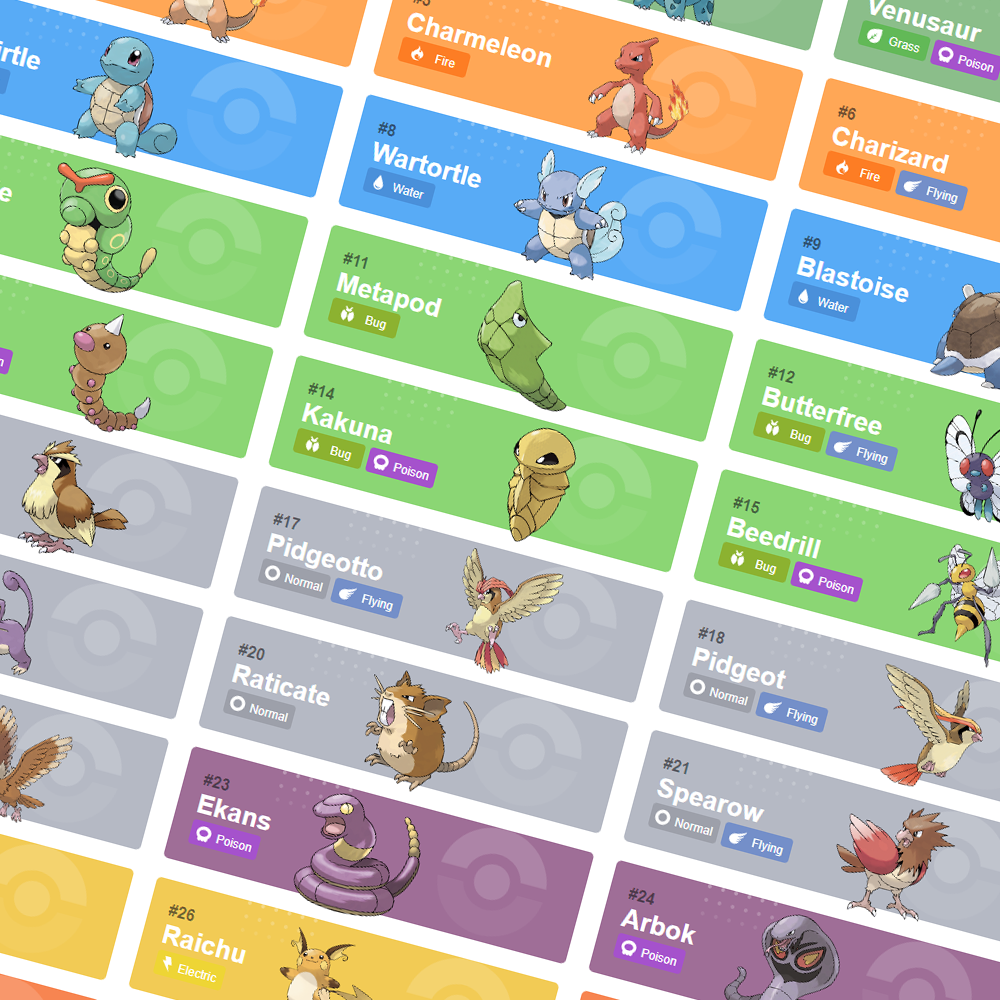 Venusaur
Grass Poison
#5
Charmeleon
Fire
#6
Charizard
Fire Flying
rtle
#8
Wartortle
Water
#9
Blastoise
Water
e
#11
Metapod
Bug
#12
Butterfree
Bug Flying
n
#14
Kakuna
Bug Poison
#15
Beedrill
Bug Poison
#17
Pidgeotto
Normal Flying
#18
Pidgeot
Normal Flying
#20
Raticate
Normal
#21
Spearow
Normal Flying
#23
Ekans
Poison
#24
Arbok
Poison
#26
Raichu
Electric